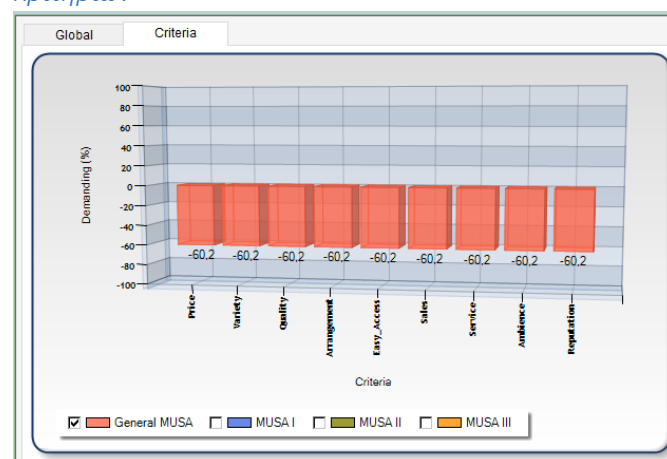 Κριτηρίων
Global Criteria
100
80
60
40
20
0
-20
-40
-60
-80
-100
Demanding (%)
-60,2 -60,2 -60,2 -60,2 -60,2 -60,2 -60,2 -60,2 -60,2
Price Variety Quality Arrangement Easy_Access Sales Service Ambience Reputation
Criteria
General MUSA MUSA I MUSA II MUSA III